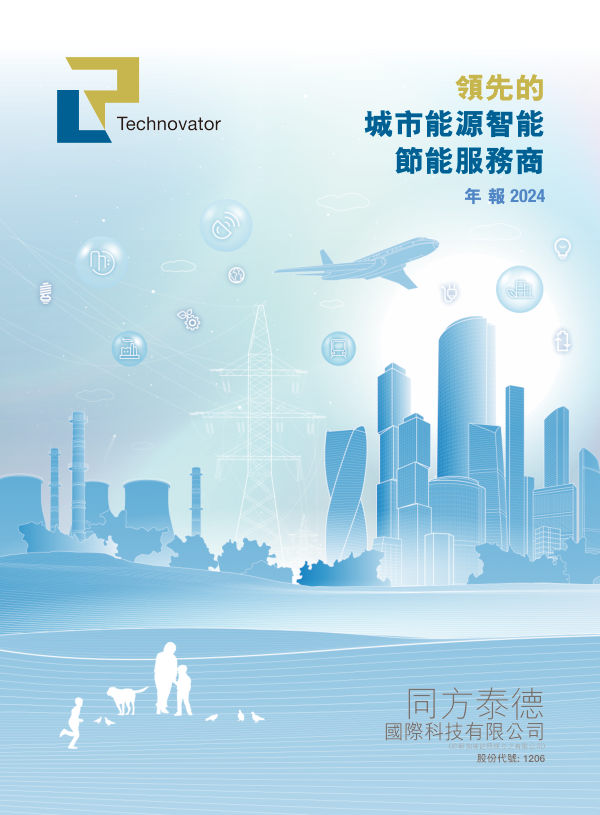 Technovator
領先的
城市能源智能
節能服務商
年 報 2024
同方泰德
國際科技有限公司
股份代號: 1206